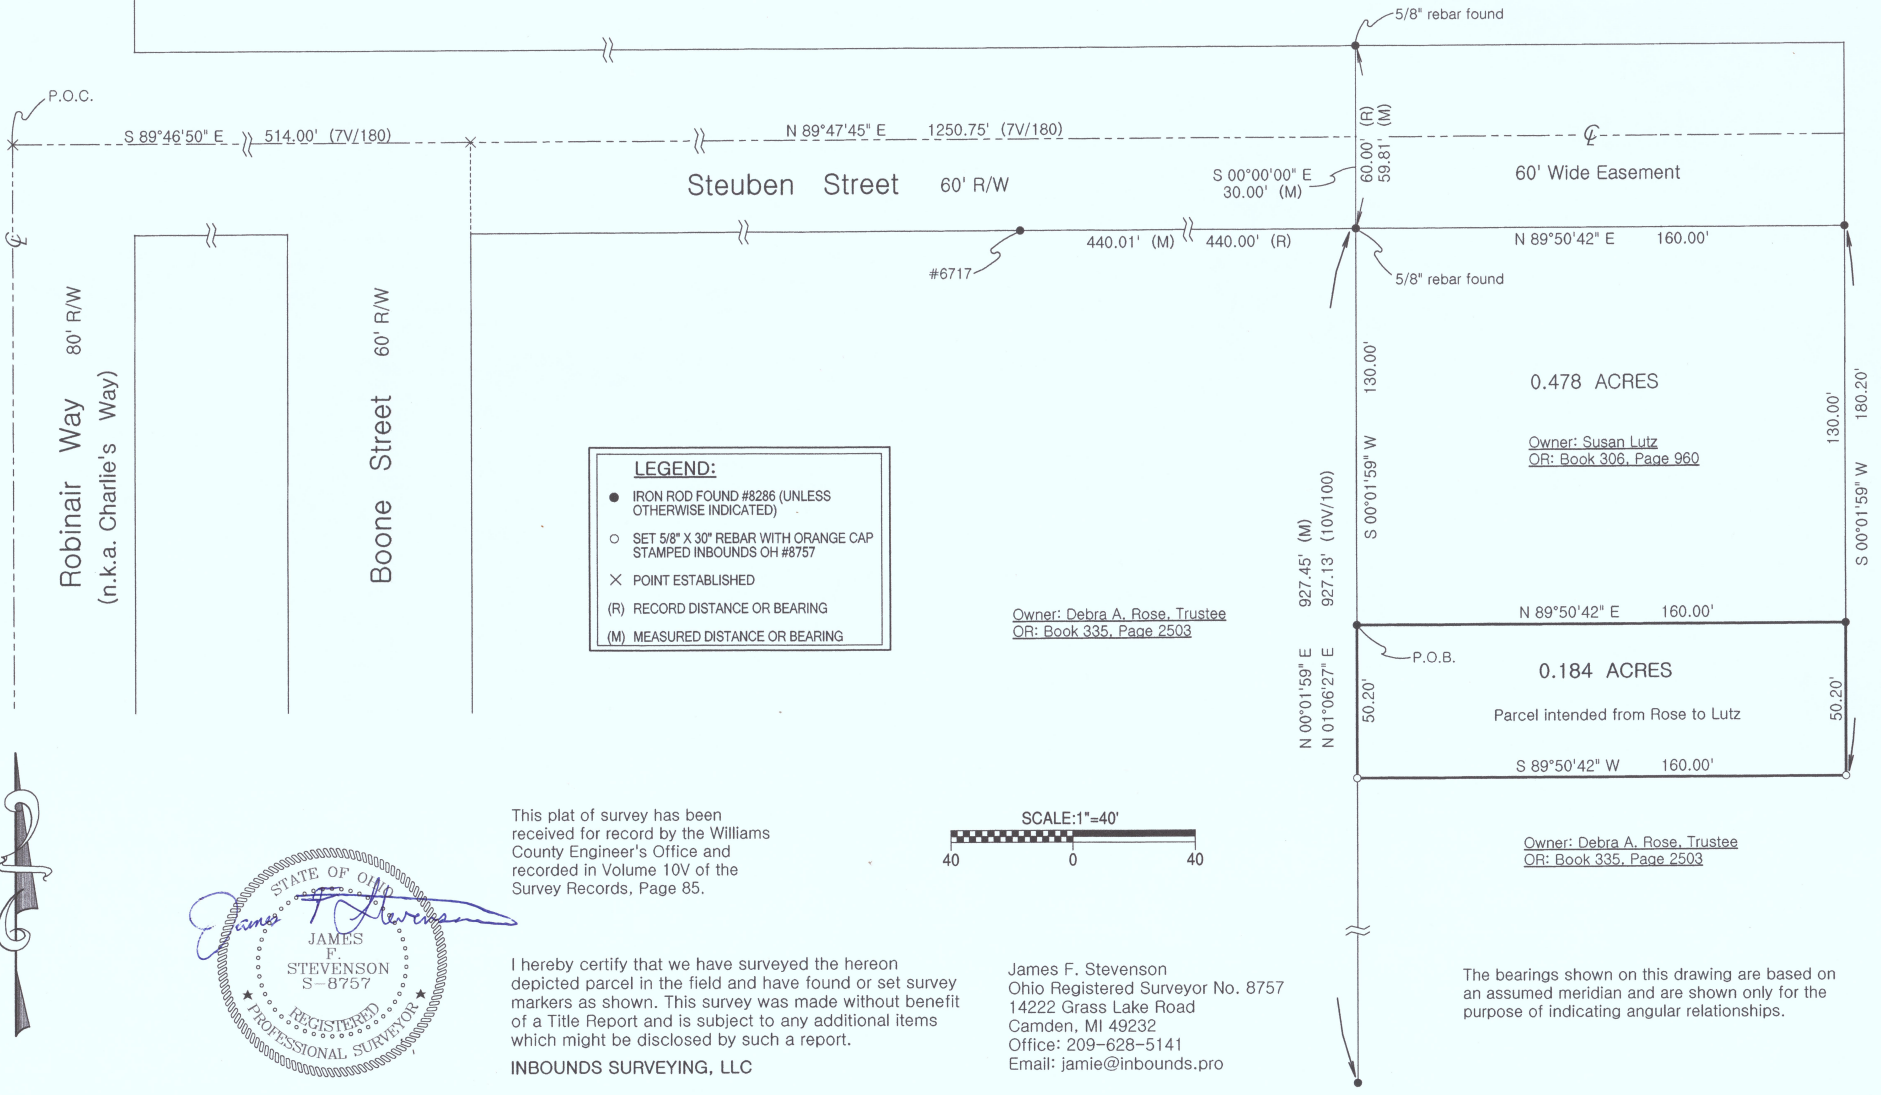 5/8" rebar found
P.O.C.
S 89°46'50" E 514.00' (7V/180)
N 89°47'45" E 1250.75' (7V/180)
60.00' (R)
59.81' (M)
℄
Steuben Street 60' R/W
S 00°00'00" E
30.00' (M)
60' Wide Easement
℄
440.01' (M) 440.00' (R)
N 89°50'42" E 160.00'
#6717
5/8" rebar found
Robinair Way 80' R/W
(n.k.a. Charlie's Way)
Boone Street 60' R/W
S 00°01'59" W 130.00'
0.478 ACRES
Owner: Susan Lutz
OR: Book 306, Page 960
130.00'
S 00°01'59" W 180.20'
LEGEND:
IRON ROD FOUND #8286 (UNLESS
OTHERWISE INDICATED)
SET 5/8" X 30" REBAR WITH ORANGE CAP
STAMPED INBOUNDS OH #8757
POINT ESTABLISHED
(R) RECORD DISTANCE OR BEARING
(M) MEASURED DISTANCE OR BEARING
Owner: Debra A. Rose, Trustee
OR: Book 335, Page 2503
N 00°01'59" E 927.45' (M)
N 01°06'27" E 927.13' (10V/100)
N 89°50'42" E 160.00'
P.O.B.
0.184 ACRES
Parcel intended from Rose to Lutz
50.20'
50.20'
S 89°50'42" W 160.00'
This plat of survey has been
received for record by the Williams
County Engineer's Office and
recorded in Volume 10V of the
Survey Records, Page 85.
SCALE:1"=40'
40 0 40
Owner: Debra A. Rose, Trustee
OR: Book 335, Page 2503
STATE OF OHIO
James F Stevenson
JAMES
F.
STEVENSON
S-8757
REGISTERED
PROFESSIONAL SURVEYOR
I hereby certify that we have surveyed the hereon
depicted parcel in the field and have found or set survey
markers as shown. This survey was made without benefit
of a Title Report and is subject to any additional items
which might be disclosed by such a report.
INBOUNDS SURVEYING, LLC
James F. Stevenson
Ohio Registered Surveyor No. 8757
14222 Grass Lake Road
Camden, MI 49232
Office: 209-628-5141
Email: jamie@inbounds.pro
The bearings shown on this drawing are based on
an assumed meridian and are shown only for the
purpose of indicating angular relationships.